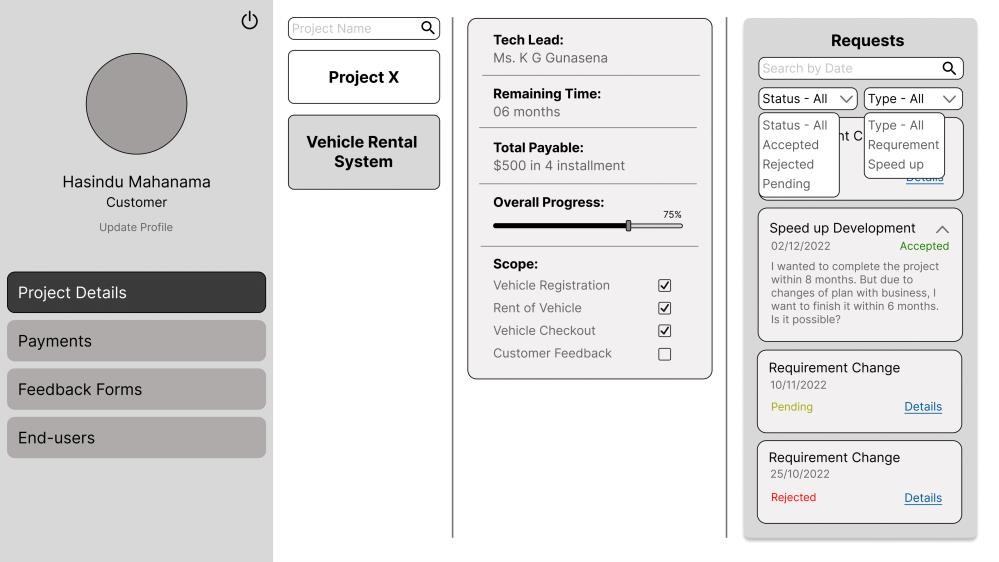 Hasindu Mahanama
Customer
Update Profile
Project Details
Payments
Feedback Forms
End-users
Project Name
Project X
Vehicle Rental
System
Tech Lead:
Ms. K G Gunasena
Remaining Time:
06 months
Total Payable:
$500 in 4 installment
Overall Progress:
75%
Scope:
Vehicle Registration
Rent of Vehicle
Vehicle Checkout
Customer Feedback
Requests
Search by Date
Status - All
Type - All
Status - All
Accepted
Rejected
Pending
Type - All
Requrement
Speed up
Details
Speed up Development
02/12/2022
Accepted
I wanted to complete the project
within 8 months. But due to
changes of plan with business, I
want to finish it within 6 months.
Is it possible?
Requirement Change
10/11/2022
Pending
Details
Requirement Change
25/10/2022
Rejected
Details